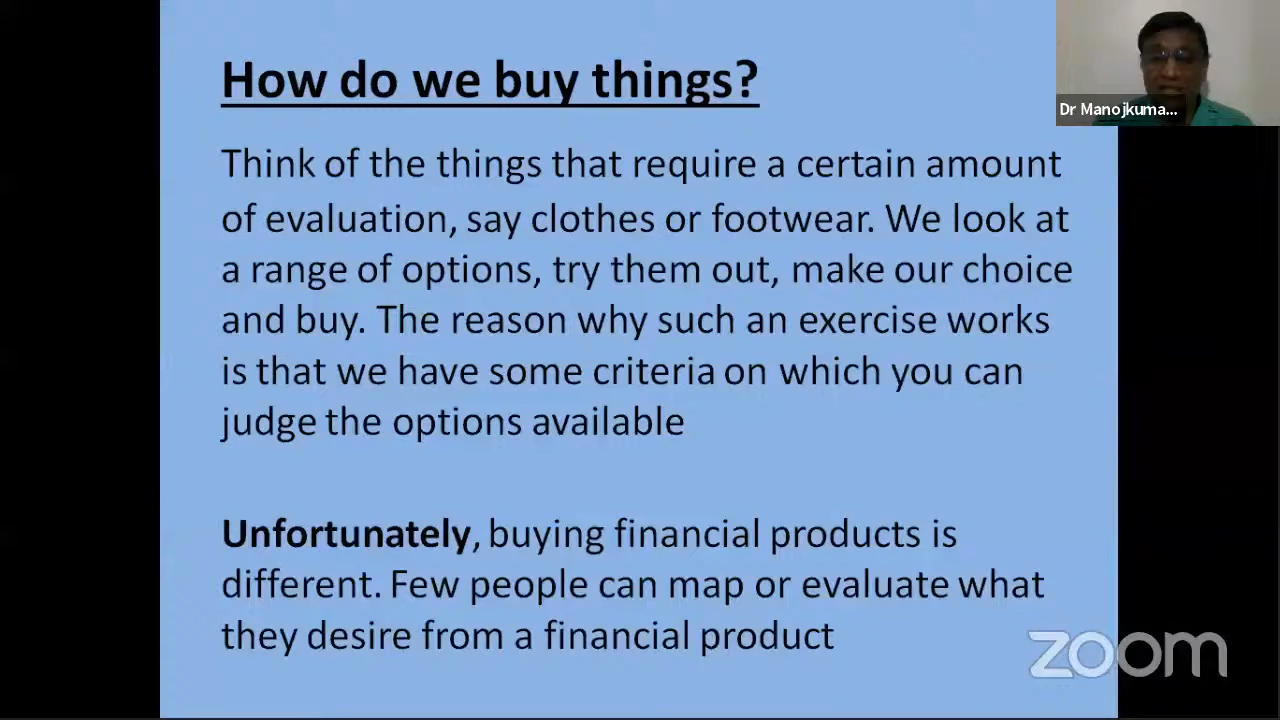 How do we buy things?
Dr Manojkuma...
Think of the things that require a certain amount
of evaluation, say clothes or footwear. We look at
a range of options, try them out, make our choice
and buy. The reason why such an exercise works
is that we have some criteria on which you can
judge the options available
Unfortunately, buying financial products is
different. Few people can map or evaluate what
they desire from a financial product
zoom